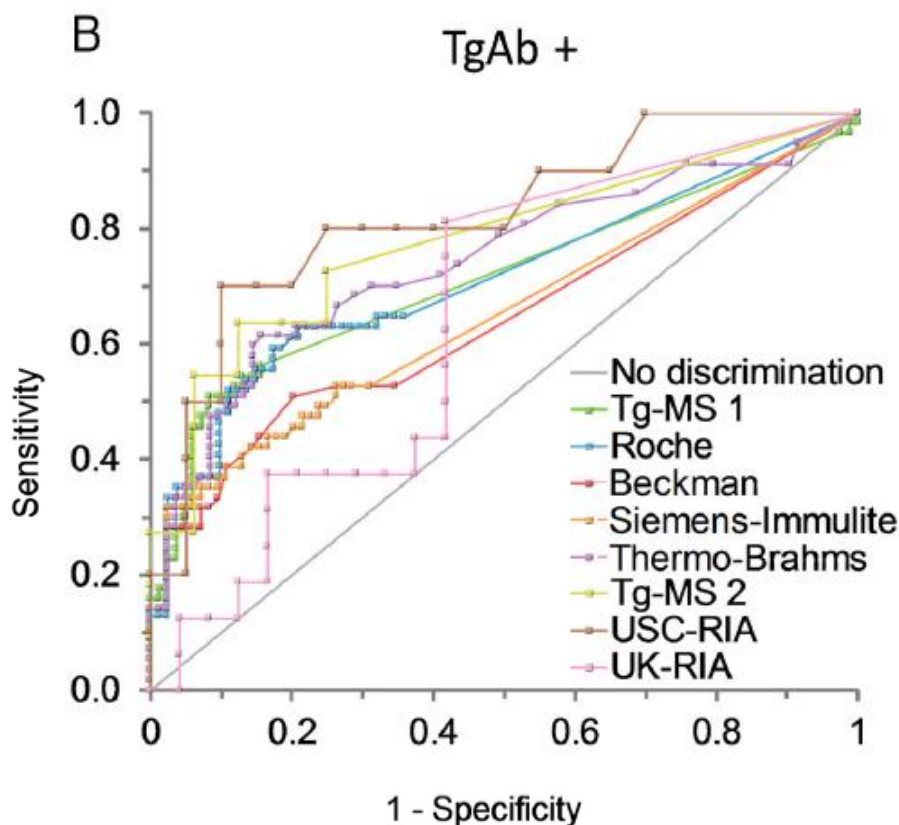 B
TgAb +
1.0
0.8
0.6
0.4
0.2
0.0
Sensitivity
No discrimination
Tg-MS 1
Roche
Beckman
Siemens-Immulite
Thermo-Brahms
Tg-MS 2
USC-RIA
UK-RIA
0 0.2 0.4 0.6 0.8 1
1 - Specificity